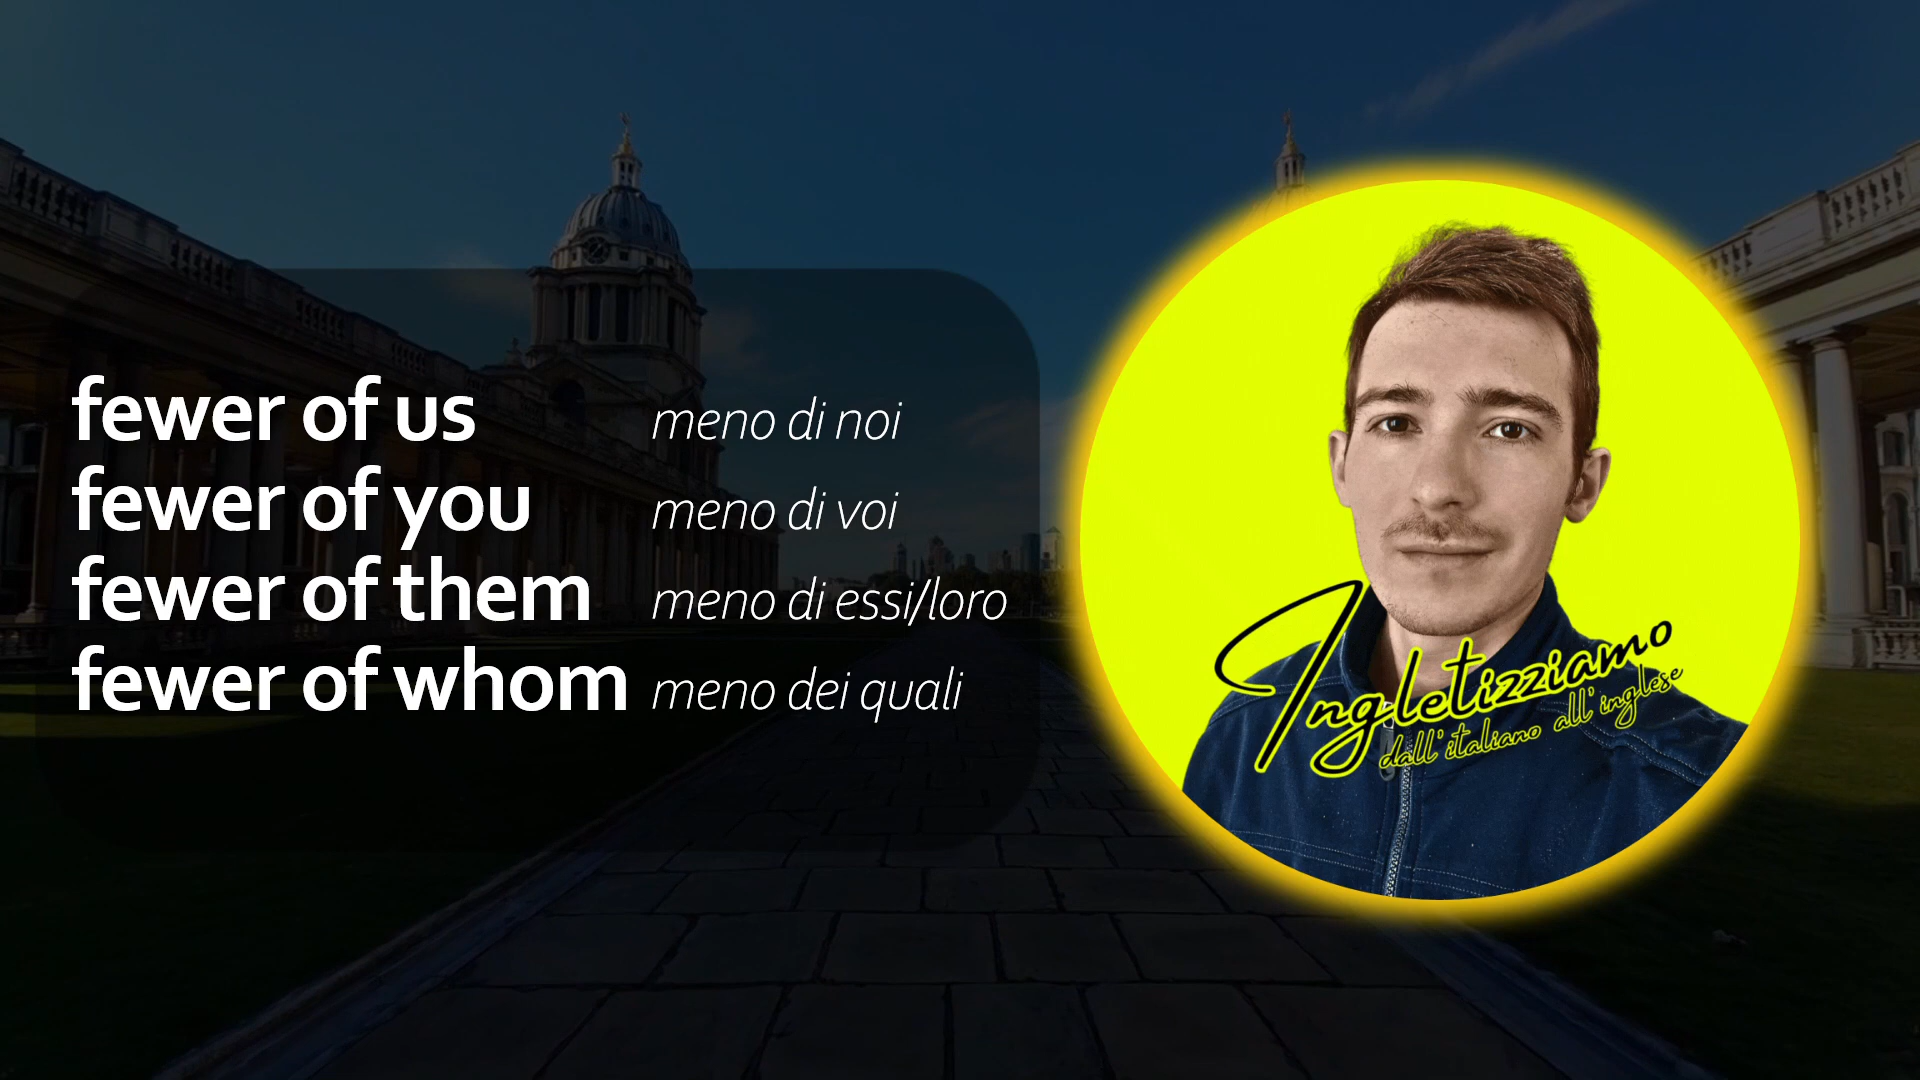 fewer of us meno di noi
fewer of you meno di voi
fewer of them meno di essi/loro
fewer of whom meno dei quali
Ingletizziamo
dall'italiano all'inglese